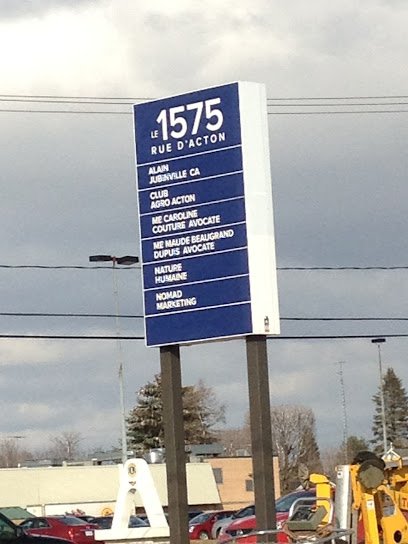 LE 1575
RUE D'ACTON
ALAIN
JUBINVILLE CA
CLUB
AGRO ACTON
ME CAROLINE
COUTURE AVOCATE
ME MAUDE BEAUGRAND
DUPUIS AVOCATE
NATURE
HUMAINE
NOMAD
MARKETING